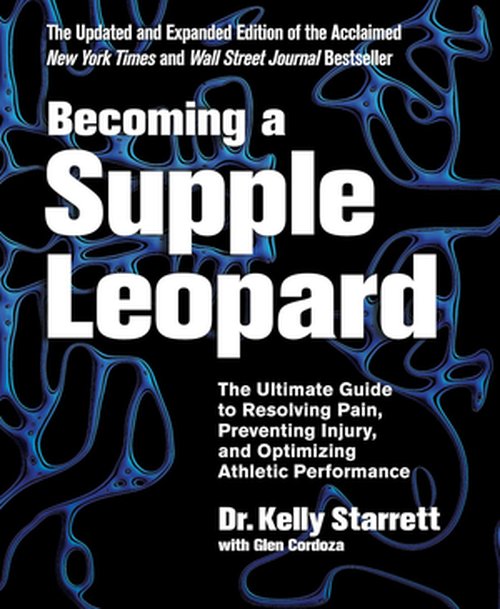 The Updated and Expanded Edition of the Acclaimed
New York Times and Wall Street Journal Bestseller
Becoming a
Supple
Leopard
The Ultimate Guide
to Resolving Pain,
Preventing Injury,
and Optimizing
Athletic Performance
Dr. Kelly Starrett
with Glen Cordoza